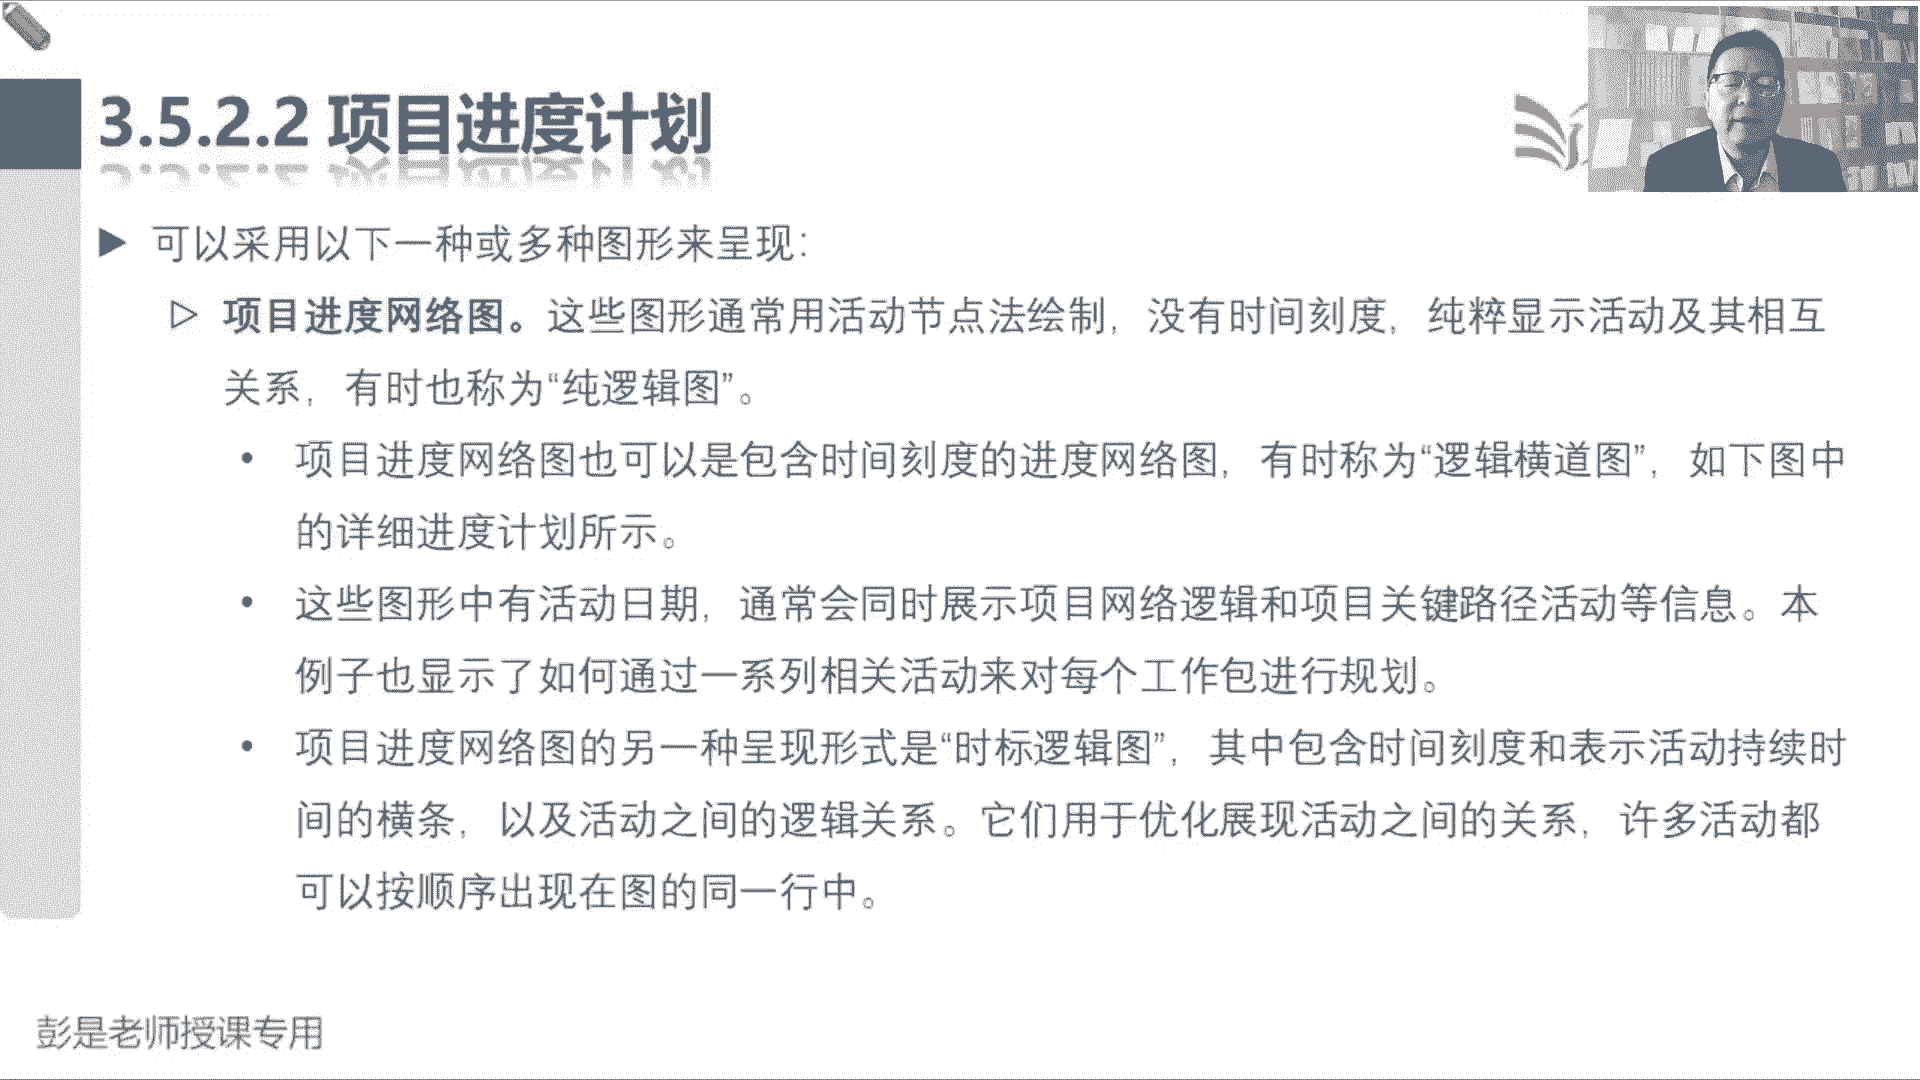 3.5.2.2 项目进度计划
可以采用以下一种或多种图形来呈现：
项目进度网络图。这些图形通常用活动节点法绘制，没有时间刻度，纯粹显示活动及其相互
关系，有时也称为“纯逻辑图”。
项目进度网络图也可以是包含时间刻度的进度网络图，有时称为“逻辑横道图”，如下图中
的详细进度计划所示。
这些图形中有活动日期，通常会同时展示项目网络逻辑和项目关键路径活动等信息。本
例子也显示了如何通过一系列相关活动来对每个工作包进行规划。
项目进度网络图的另一种呈现形式是“时标逻辑图”，其中包含时间刻度和表示活动持续时
间的横条，以及活动之间的逻辑关系。它们用于优化展现活动之间的关系，许多活动都
可以按顺序出现在图的同一行中。
彭是老师授课专用